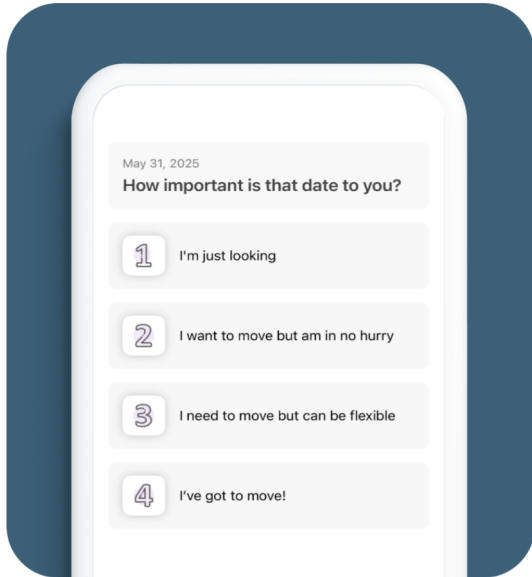 May 31, 2025
How important is that date to you?
1
I'm just looking
2
I want to move but am in no hurry
3
I need to move but can be flexible
4
I've got to move!